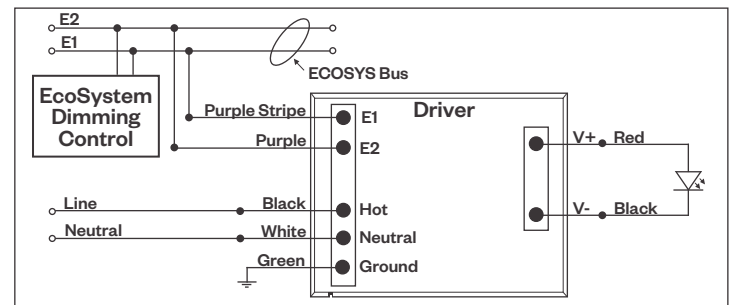 E2
E1
ECOSYS Bus
EcoSystem
Dimming
Control
Driver
Purple Stripe
E1
Purple
E2
V+
Red
Line
Black
Hot
V-
Black
Neutral
White
Neutral
Green
Ground